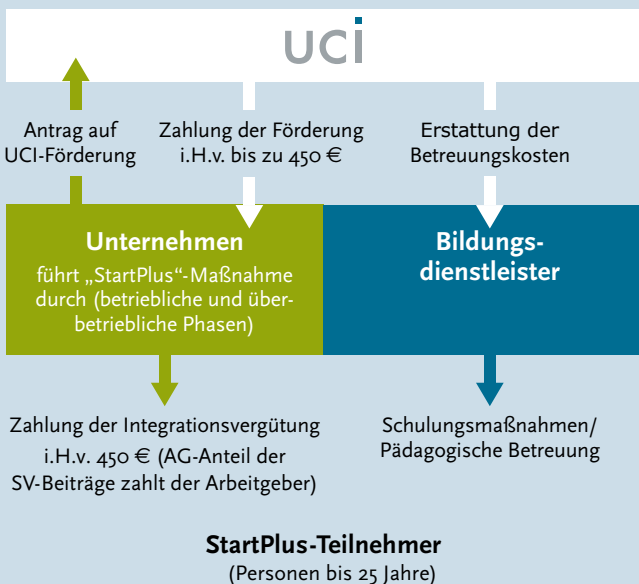 uci
Antrag auf
UCI-Förderung
Zahlung der Förderung
i.H.v. bis zu 450 €
Erstattung der
Betreuungskosten
Unternehmen
führt „StartPlus“-Maßnahme
durch (betriebliche und über-
betriebliche Phasen)
Bildungs-
dienstleister
Zahlung der Integrationsvergütung
i.H.v. 450 € (AG-Anteil der
SV-Beiträge zahlt der Arbeitgeber)
Schulungsmaßnahmen/
Pädagogische Betreuung
StartPlus-Teilnehmer
(Personen bis 25 Jahre)